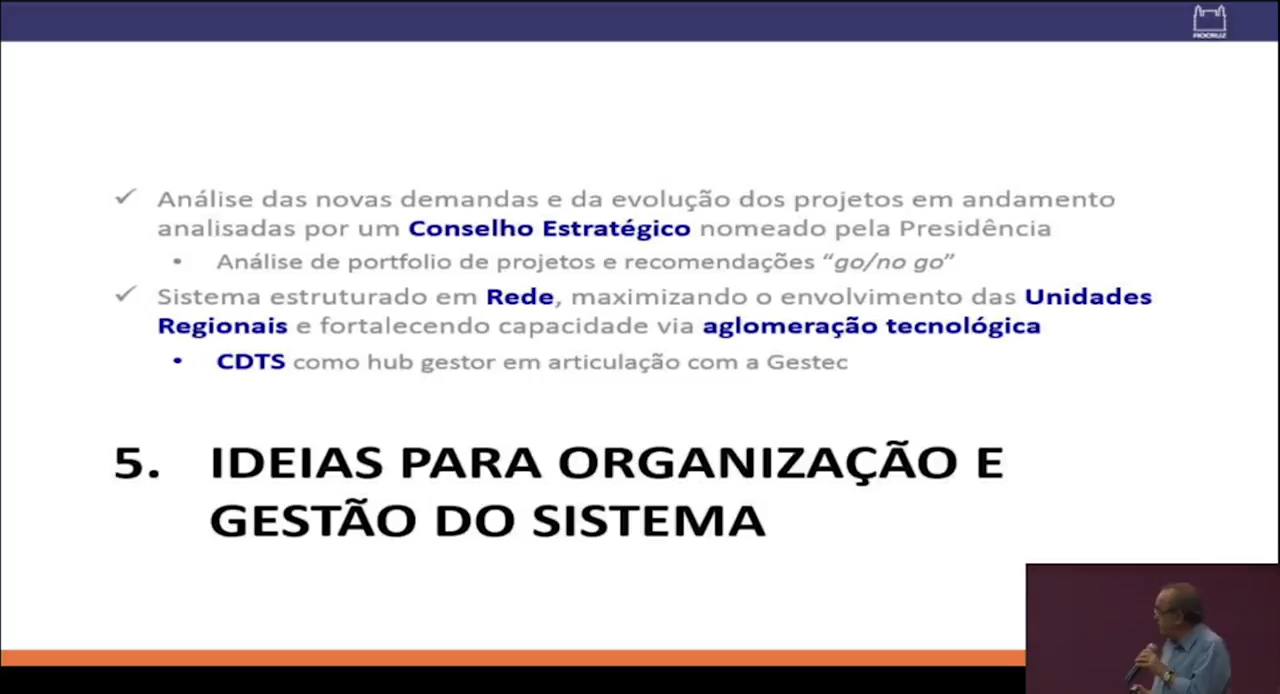 FIOCRUZ
✓ Análise das novas demandas e da evolução dos projetos em andamento
analisadas por um Conselho Estratégico nomeado pela Presidência
• Análise de portfolio de projetos e recomendações “go/no go”
✓ Sistema estruturado em Rede, maximizando o envolvimento das Unidades
Regionais e fortalecendo capacidade via aglomeração tecnológica
• CDTS como hub gestor em articulação com a Gestec
5. IDEIAS PARA ORGANIZAÇÃO E
GESTÃO DO SISTEMA